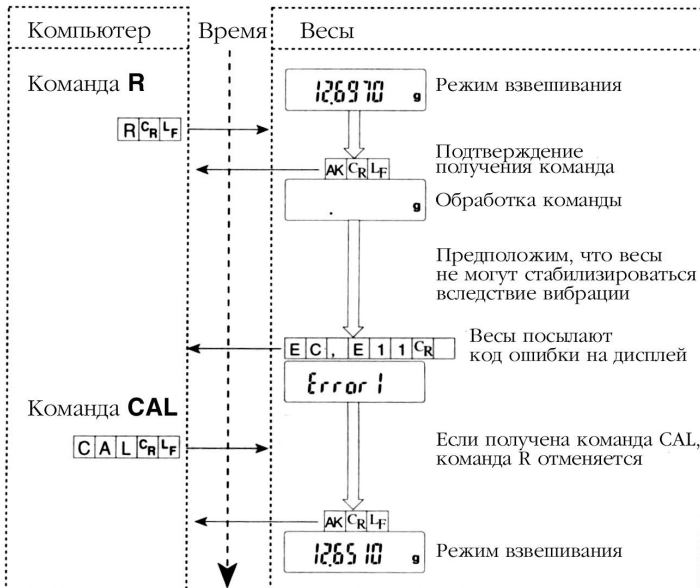 Компьютер Время Весы
Команда R
12.6970 g Режим взвешивания
R CR LF
Подтверждение
AK CR LF получения команда
. g Обработка команды
Предположим, что весы
не могут стабилизироваться
вследствие вибрации
Весы посылают
E C , E 1 1 CR код ошибки на дисплей
Error 1
Команда CAL
C A L CR LF Если получена команда CAL,
команда R отменяется
AK CR LF
12.6510 g Режим взвешивания